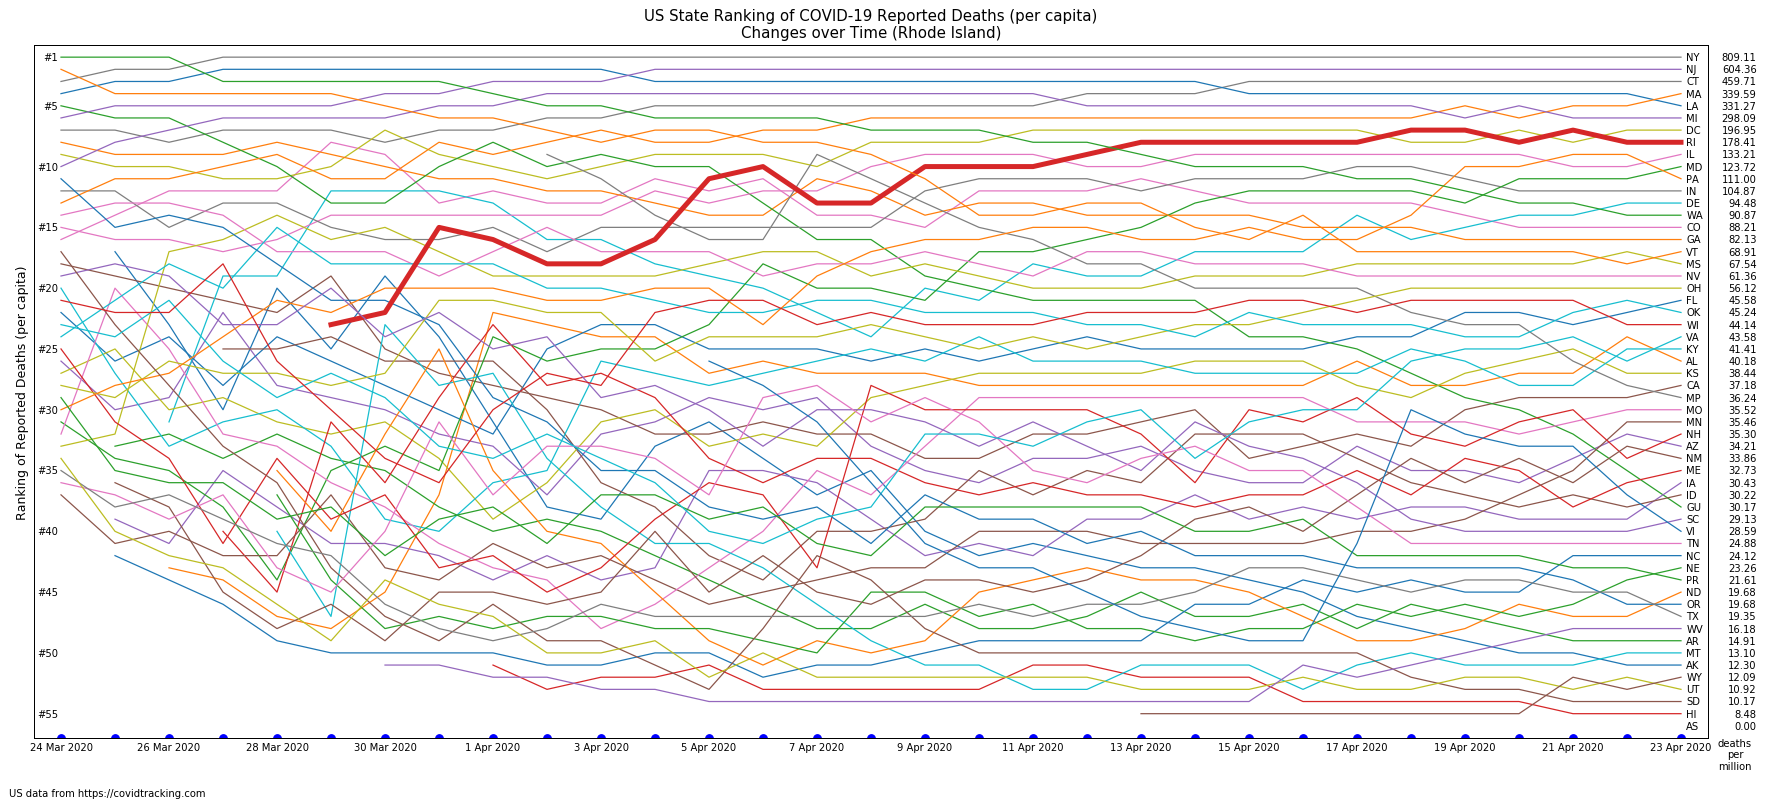 US State Ranking of COVID-19 Reported Deaths (per capita)
Changes over Time (Rhode Island)
Ranking of Reported Deaths (per capita)
#1
#5
#10
#15
#20
#25
#30
#35
#40
#45
#50
#55
NY 809.11
NJ 604.36
CT 459.71
MA 339.59
LA 331.27
MI 298.09
DC 196.95
RI 178.41
IL 133.21
MD 123.72
PA 111.00
IN 104.87
DE 94.48
WA 90.87
CO 88.21
GA 82.13
VT 68.91
MS 67.54
NV 61.36
OH 56.12
FL 45.58
OK 45.24
WI 44.14
VA 43.58
KY 41.41
AL 40.18
KS 38.44
CA 37.18
MP 36.24
MO 35.52
MN 35.46
NH 35.30
AZ 34.21
NM 33.86
ME 32.73
IA 30.43
ID 30.22
GU 30.17
SC 29.13
VI 28.59
TN 24.88
NC 24.12
NE 23.26
PR 21.61
ND 19.68
OR 19.68
TX 19.35
WV 16.18
AR 14.91
MT 13.10
AK 12.30
WY 12.09
UT 10.92
SD 10.17
HI 8.48
AS 0.00
24 Mar 2020 26 Mar 2020 28 Mar 2020 30 Mar 2020 1 Apr 2020 3 Apr 2020 5 Apr 2020 7 Apr 2020 9 Apr 2020 11 Apr 2020 13 Apr 2020 15 Apr 2020 17 Apr 2020 19 Apr 2020 21 Apr 2020 23 Apr 2020
deaths
per
million
US data from https://covidtracking.com